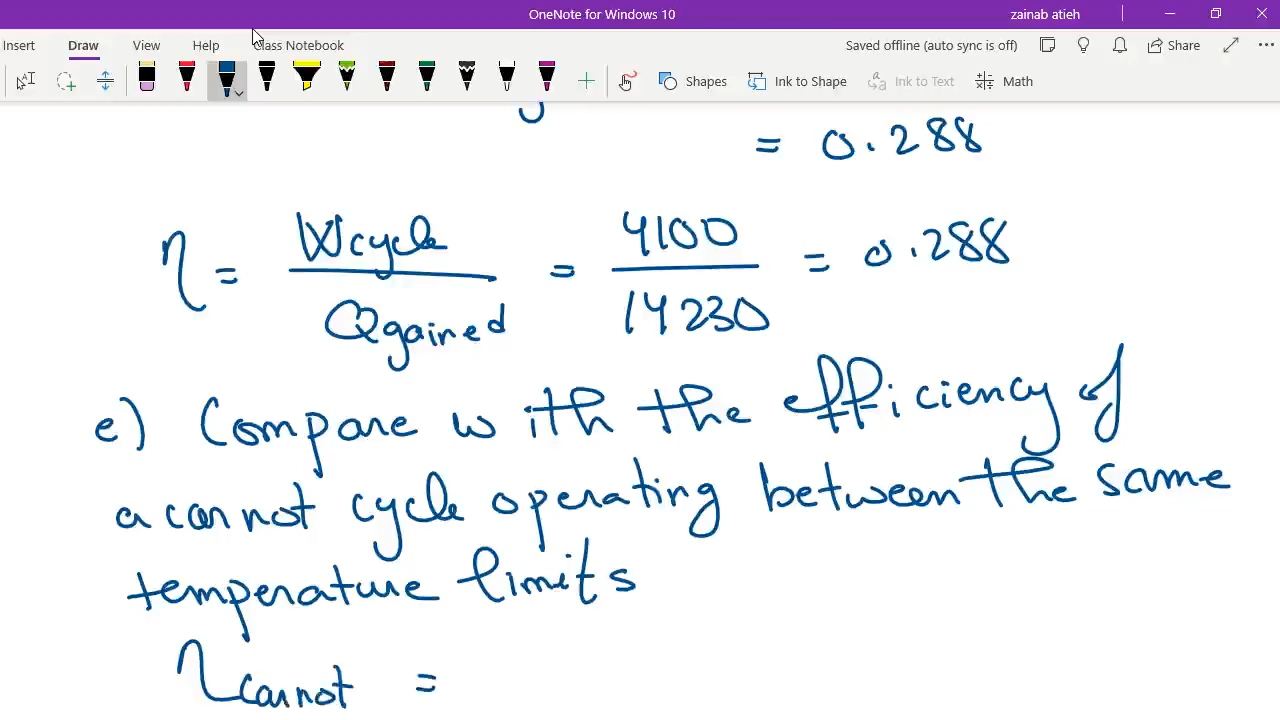 OneNote for Windows 10
zainab atieh
Insert
Draw
View
Help
Class Notebook
Saved offline (auto sync is off)
Share
Shapes
Ink to Shape
Ink to Text
Math
= 0.288
η = Wcycle / Qgained = 4100 / 14230 = 0.288
e) Compare with the efficiency of
a carnot cycle operating between the same
temperature limits
ηcarnot =